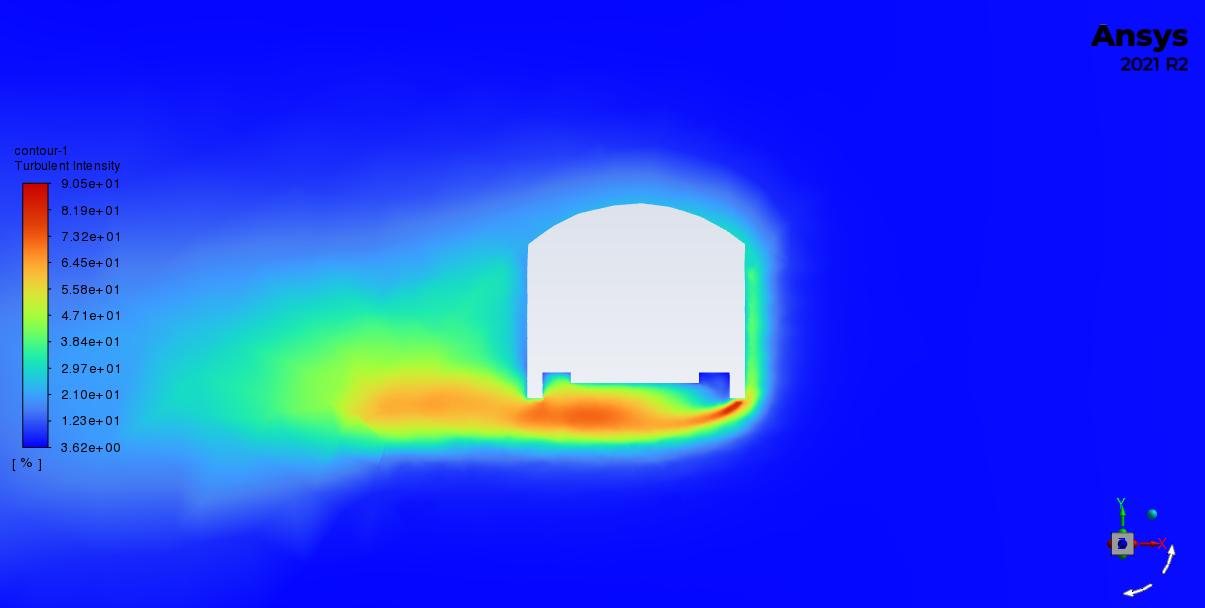 Ansys
2021 R2
contour-1
Turbulent Intensity
9.05e+01
8.19e+01
7.32e+01
6.45e+01
5.58e+01
4.71e+01
3.84e+01
2.97e+01
2.10e+01
1.23e+01
3.62e+00
[ % ]
Y
Z
X